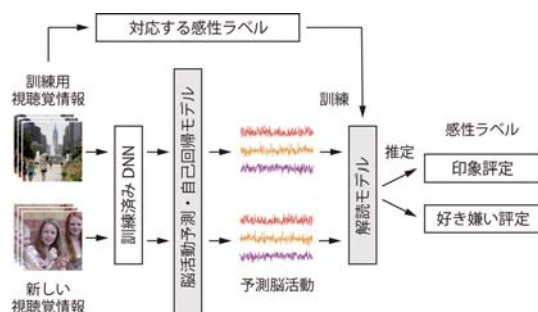 対応する感性ラベル
訓練用
視聴覚情報
訓練
訓練済み DNN
脳活動予測・自己回帰モデル
解読モデル
推定
感性ラベル
印象評定
好き嫌い評定
新しい
視聴覚情報
予測脳活動